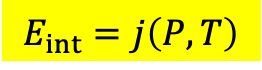 E_int = j(P, T)